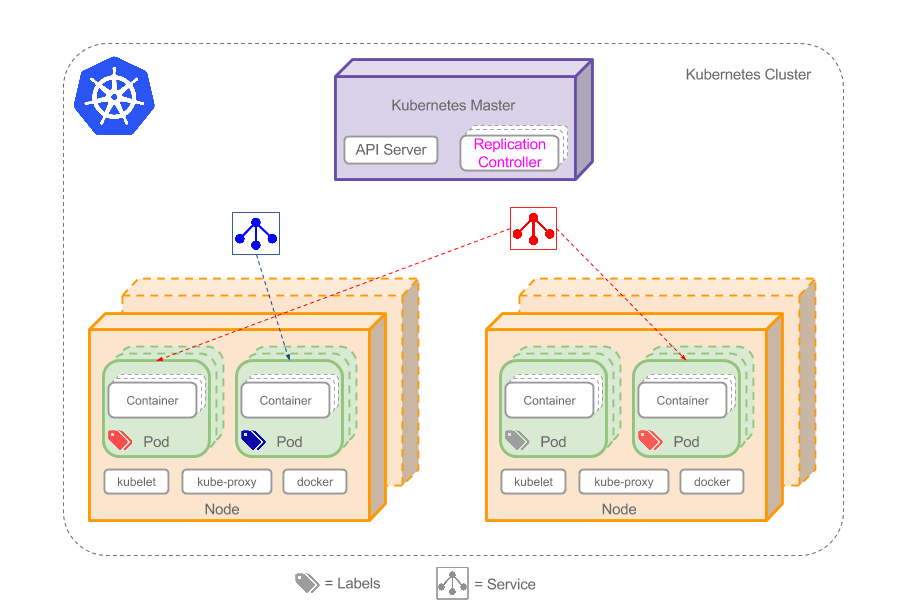 Kubernetes Cluster
Kubernetes Master
API Server
Replication
Controller
Container
Container
Container
Container
Pod
Pod
Pod
Pod
kubelet
kube-proxy
docker
kubelet
kube-proxy
docker
Node
Node
= Labels
= Service